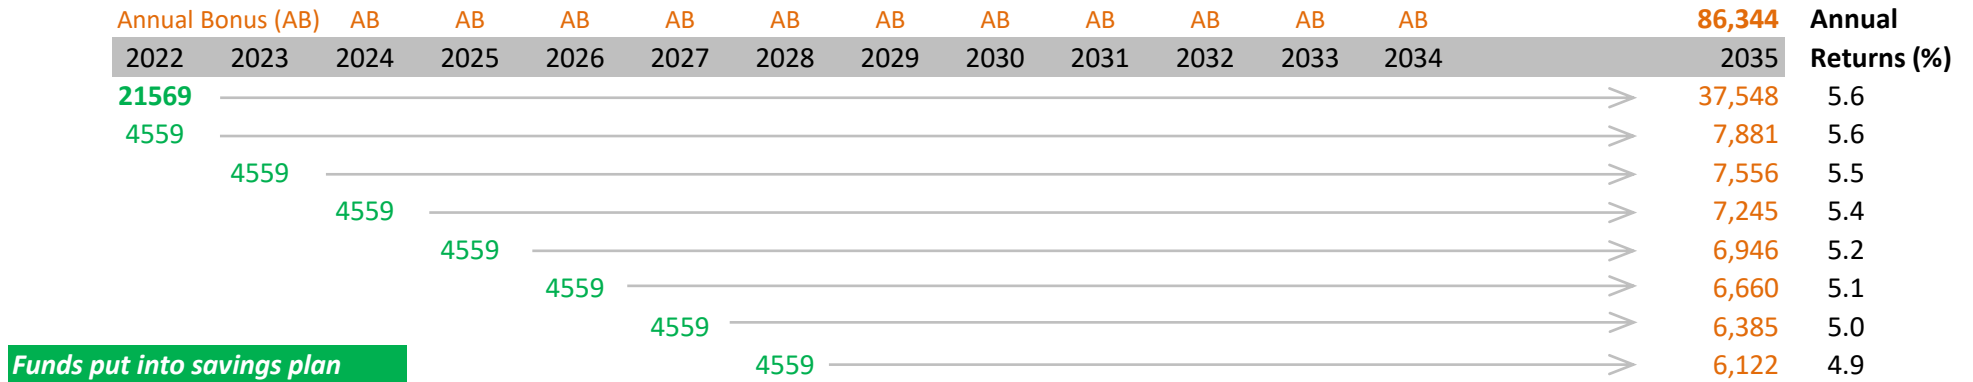 Annual Bonus (AB) AB AB AB AB AB AB AB AB AB AB AB 86,344 Annual
2022 2023 2024 2025 2026 2027 2028 2029 2030 2031 2032 2033 2034 2035 Returns (%)
21569 37,548 5.6
4559 7,881 5.6
4559 7,556 5.5
4559 7,245 5.4
4559 6,946 5.2
4559 6,660 5.1
4559 6,385 5.0
Funds put into savings plan 4559 6,122 4.9